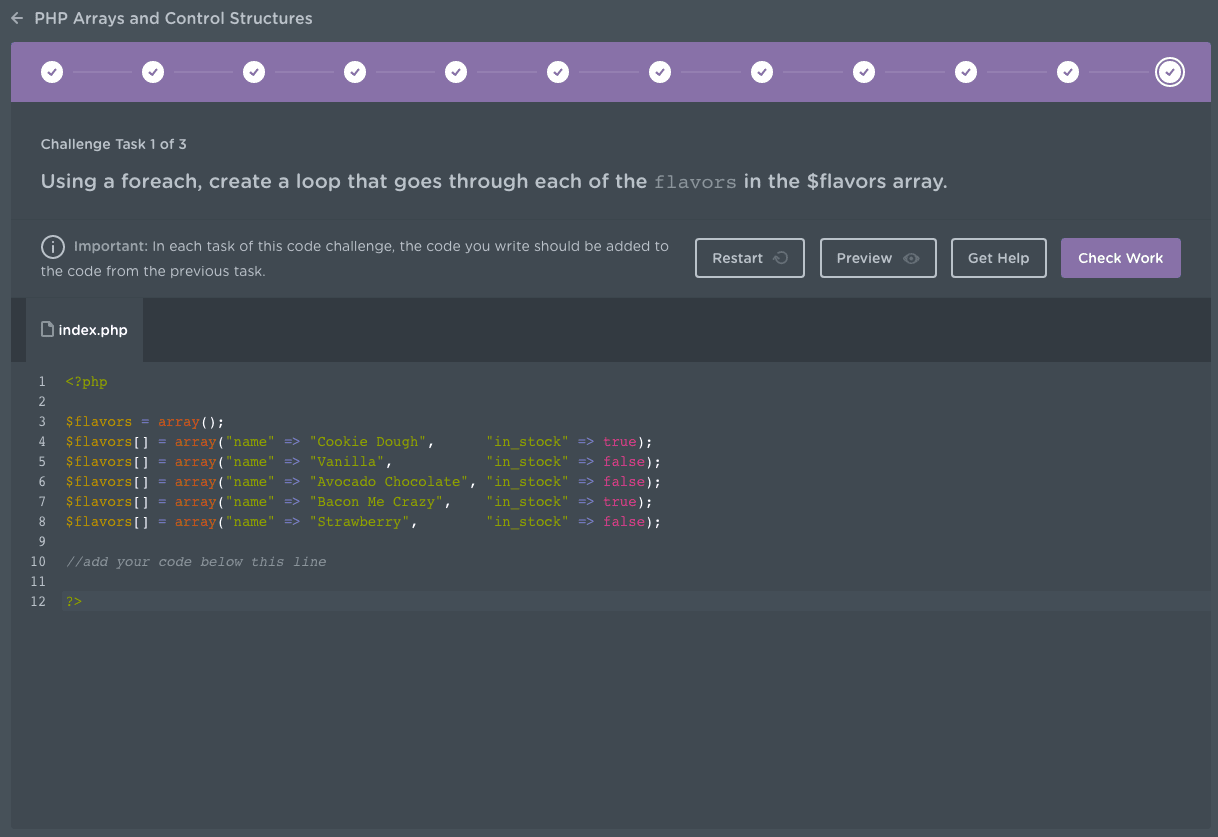 PHP Arrays and Control Structures
Challenge Task 1 of 3
Using a foreach, create a loop that goes through each of the flavors in the $flavors array.
Important: In each task of this code challenge, the code you write should be added to
the code from the previous task.
Restart Preview Get Help Check Work
index.php
1 <?php
2
3 $flavors = array();
4 $flavors[] = array("name" => "Cookie Dough",      "in_stock" => true);
5 $flavors[] = array("name" => "Vanilla",           "in_stock" => false);
6 $flavors[] = array("name" => "Avocado Chocolate", "in_stock" => false);
7 $flavors[] = array("name" => "Bacon Me Crazy",    "in_stock" => true);
8 $flavors[] = array("name" => "Strawberry",        "in_stock" => false);
9
10 //add your code below this line
11
12 ?>